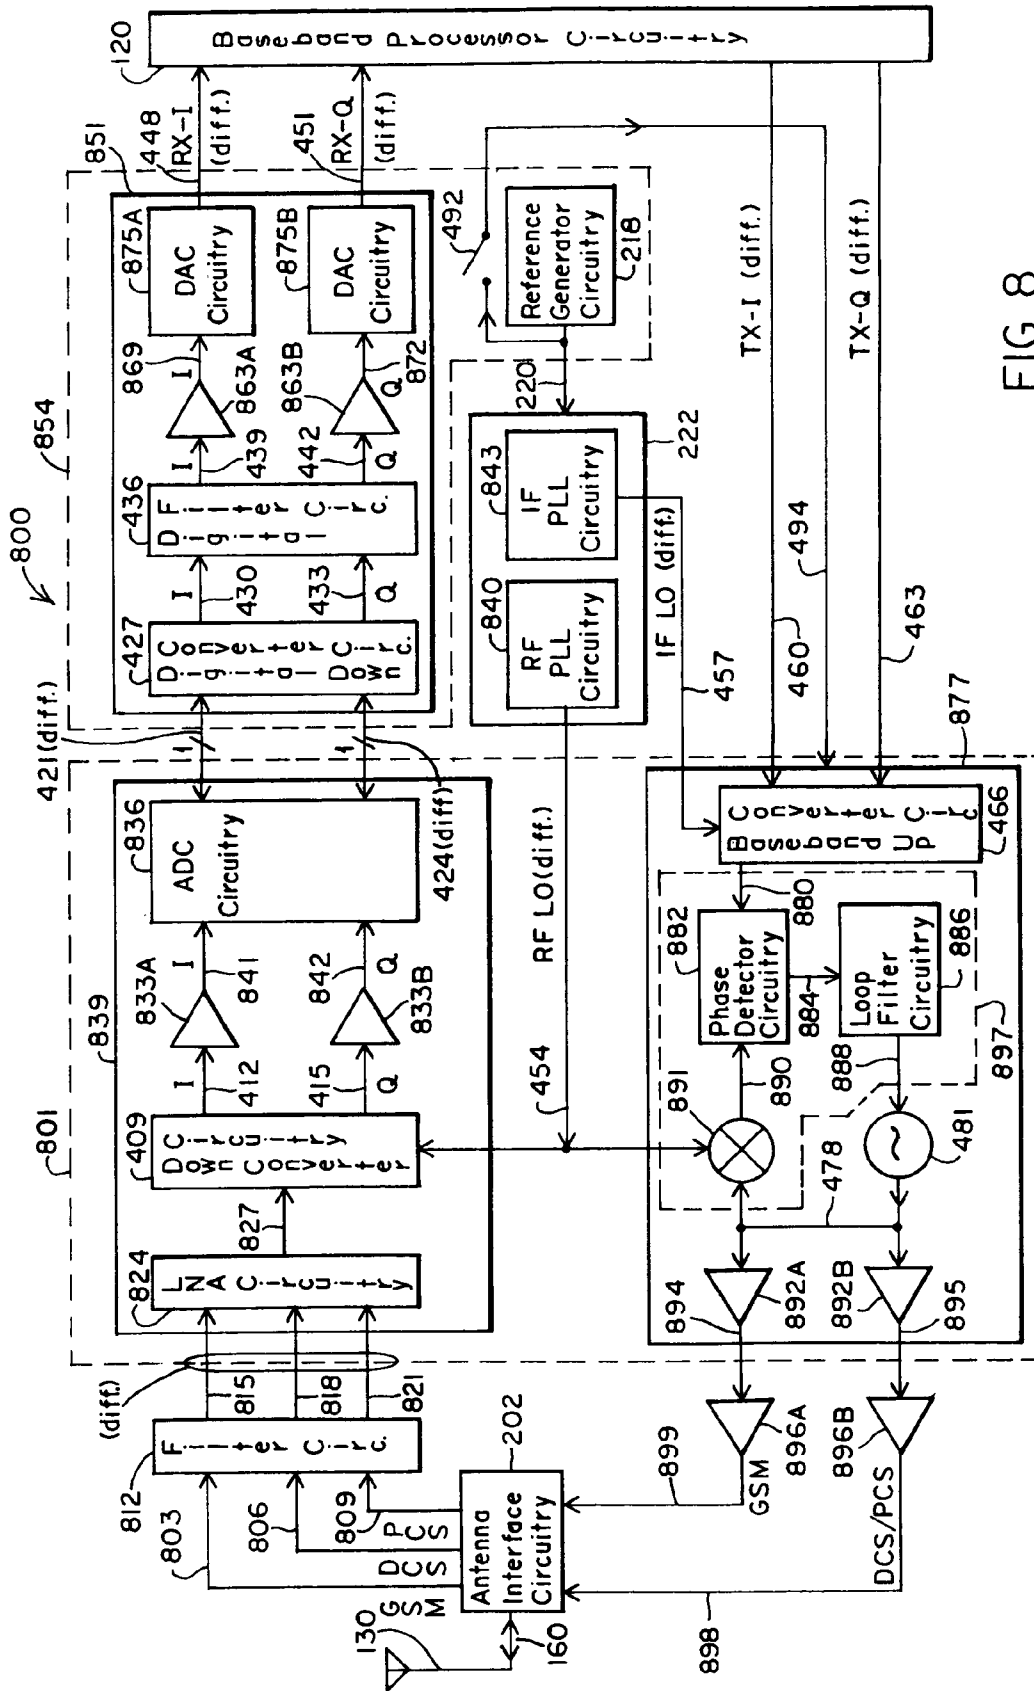 800
801
854
839
851
120
Baseband Processor Circuitry
448
RX-I
(diff.)
451
RX-Q
(diff.)
875A
DAC
Circuitry
875B
DAC
Circuitry
869
I
863A
863B
Q
872
I
439
442
Q
436
Digital
Filter Circ.
I
430
433
Q
427
Digital Down
Converter Circ.
421(diff.)
1
1
424(diff)
836
ADC
Circuitry
833A
I
841
842
Q
833B
I
412
415
Q
409
Down Converter
Circuitry
827
824
LNA Circuitry
(diff.)
815
818
821
812
Filter Circ.
803
806
809
GSM
DCS
PCS
130
160
Antenna
Interface
Circuitry
202
492
Reference
Generator
Circuitry
218
220
222
840
RF
PLL
Circuitry
843
IF
PLL
Circuitry
RF LO(diff.)
454
IF LO (diff.)
457
TX-I (diff.)
460
494
TX-Q (diff.)
463
877
Baseband Up
Converter Circ
466
880
882
Phase
Detector
Circuitry
884
Loop
Filter
Circuitry
886
888
890
891
897
481
478
892A
892B
894
895
896A
896B
899
GSM
DCS/PCS
898
FIG. 8